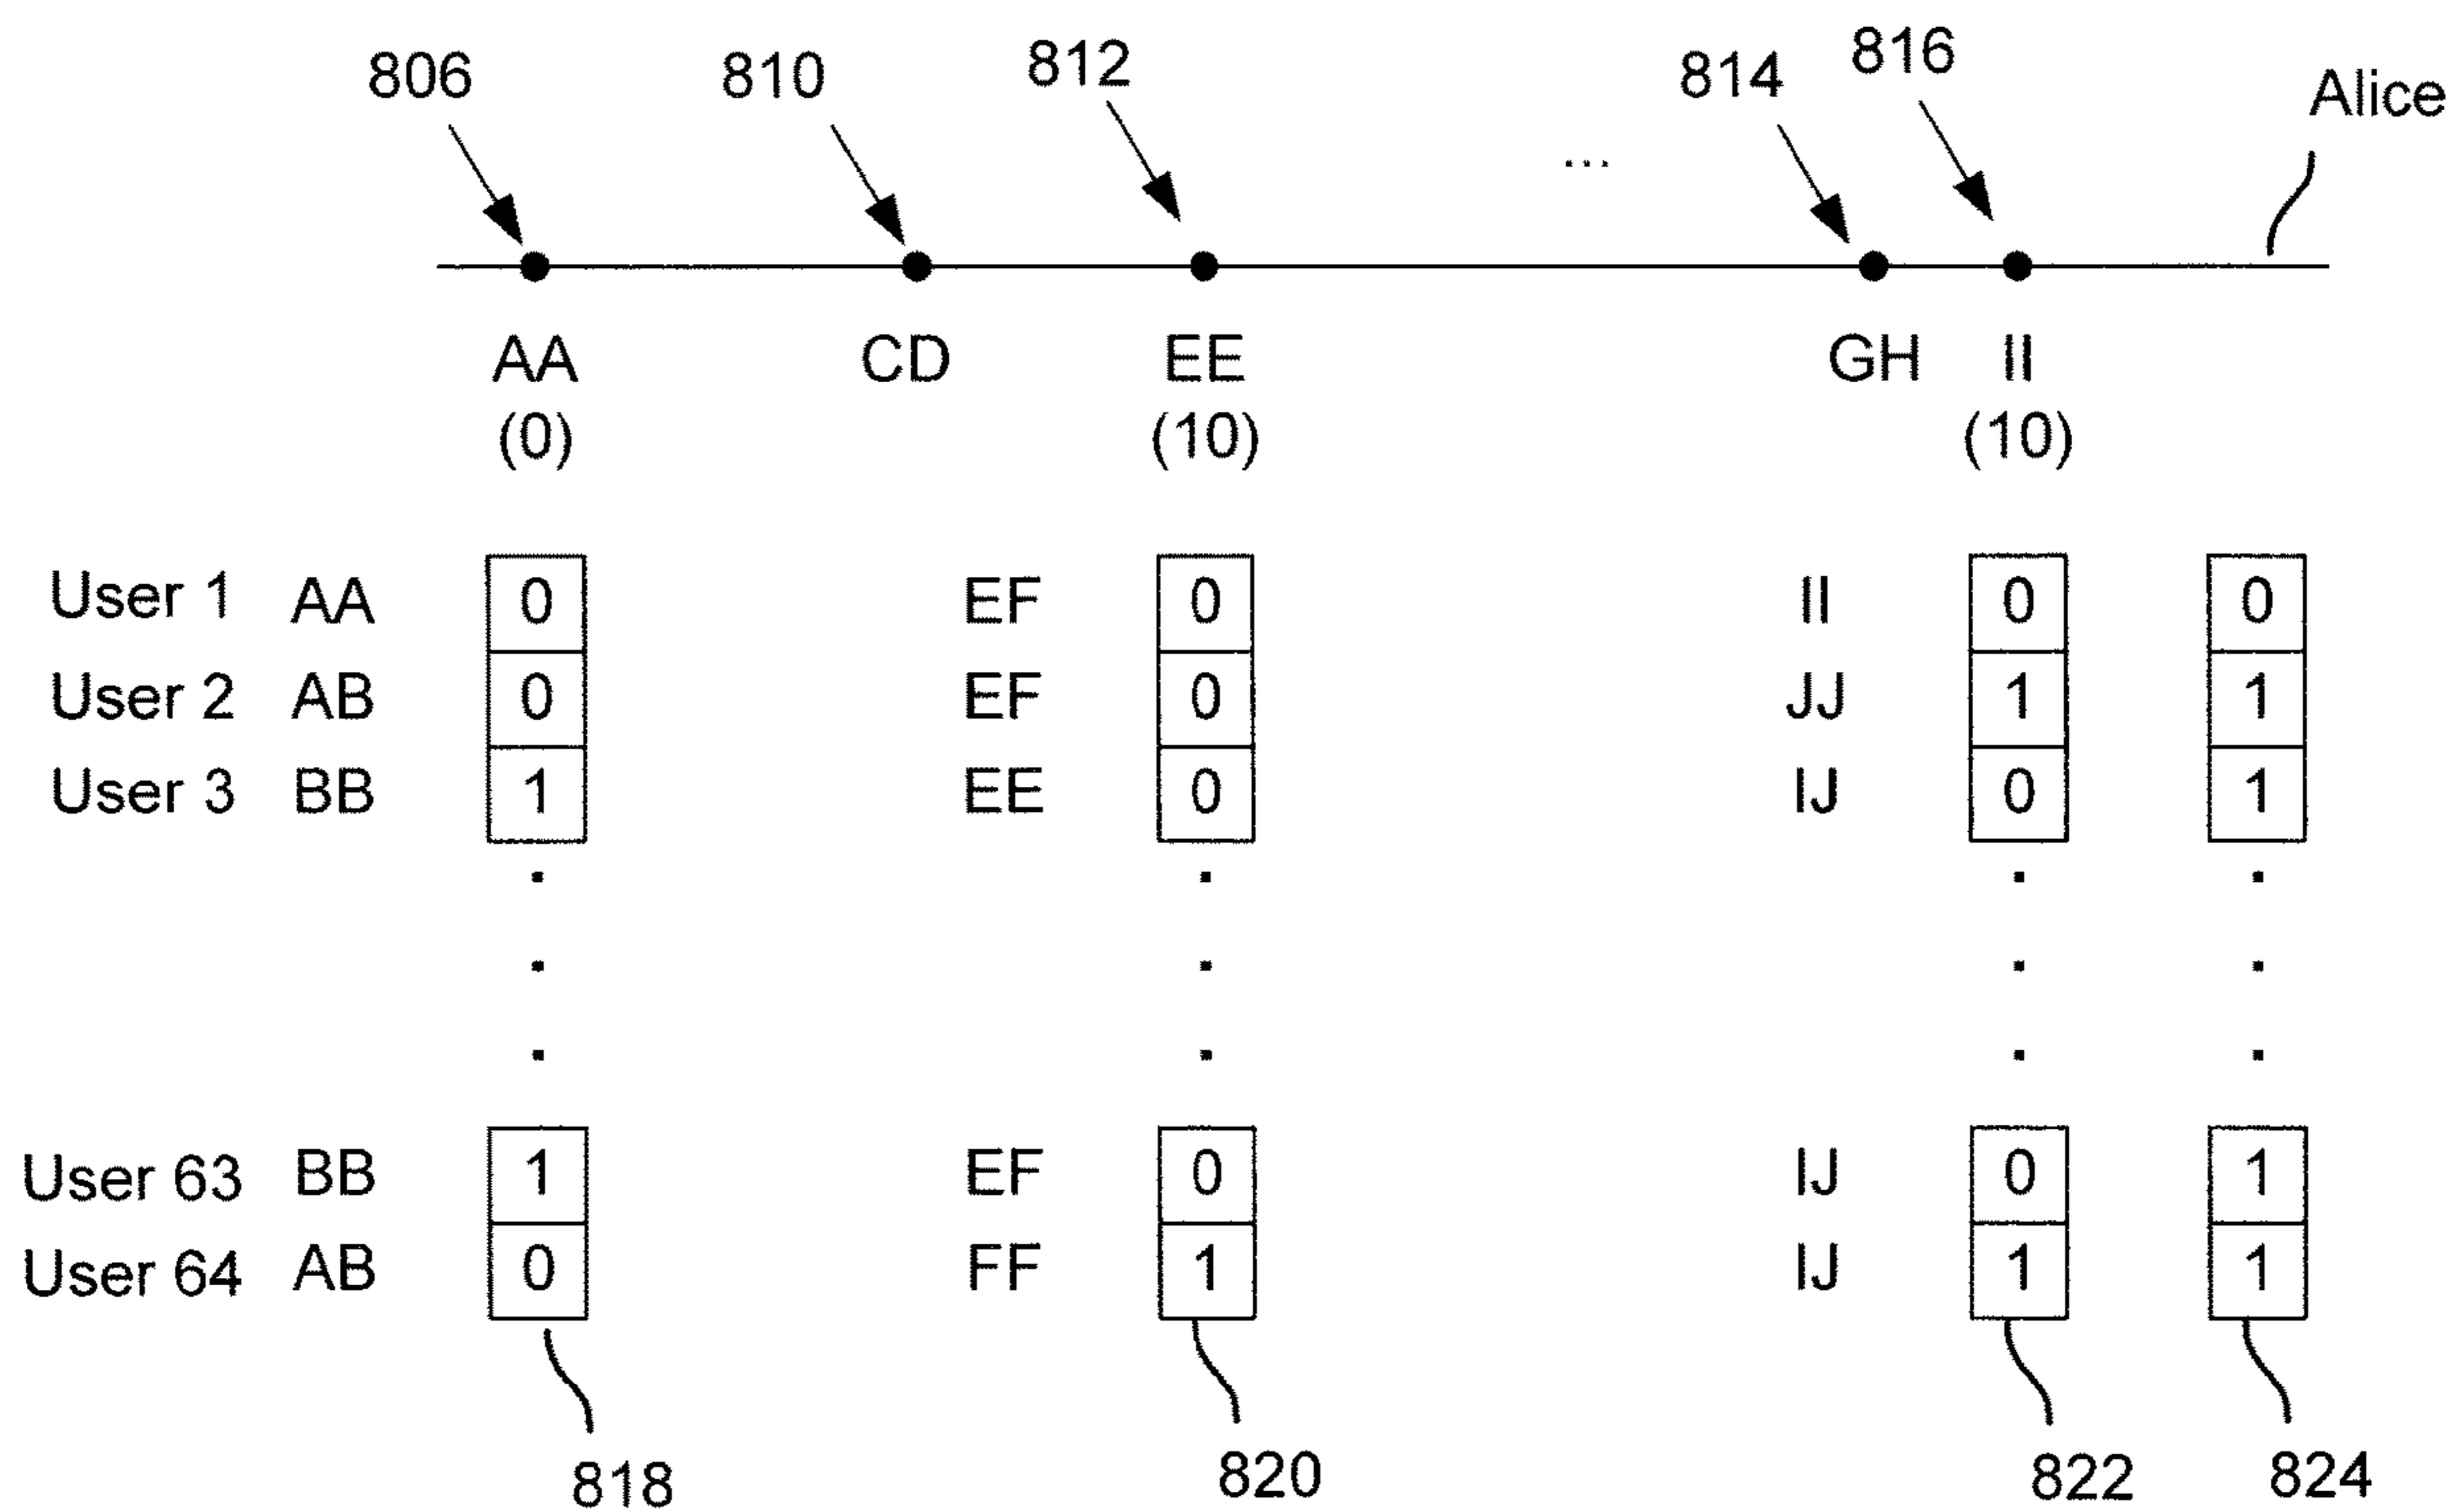 806 810 812 ... 814 816 Alice
AA CD EE GH II
(0) (10) (10)
User 1 AA 0 EF 0 II 0 0
User 2 AB 0 EF 0 JJ 1 1
User 3 BB 1 EE 0 IJ 0 1
User 63 BB 1 EF 0 IJ 0 1
User 64 AB 0 FF 1 IJ 1 1
818 820 822 824